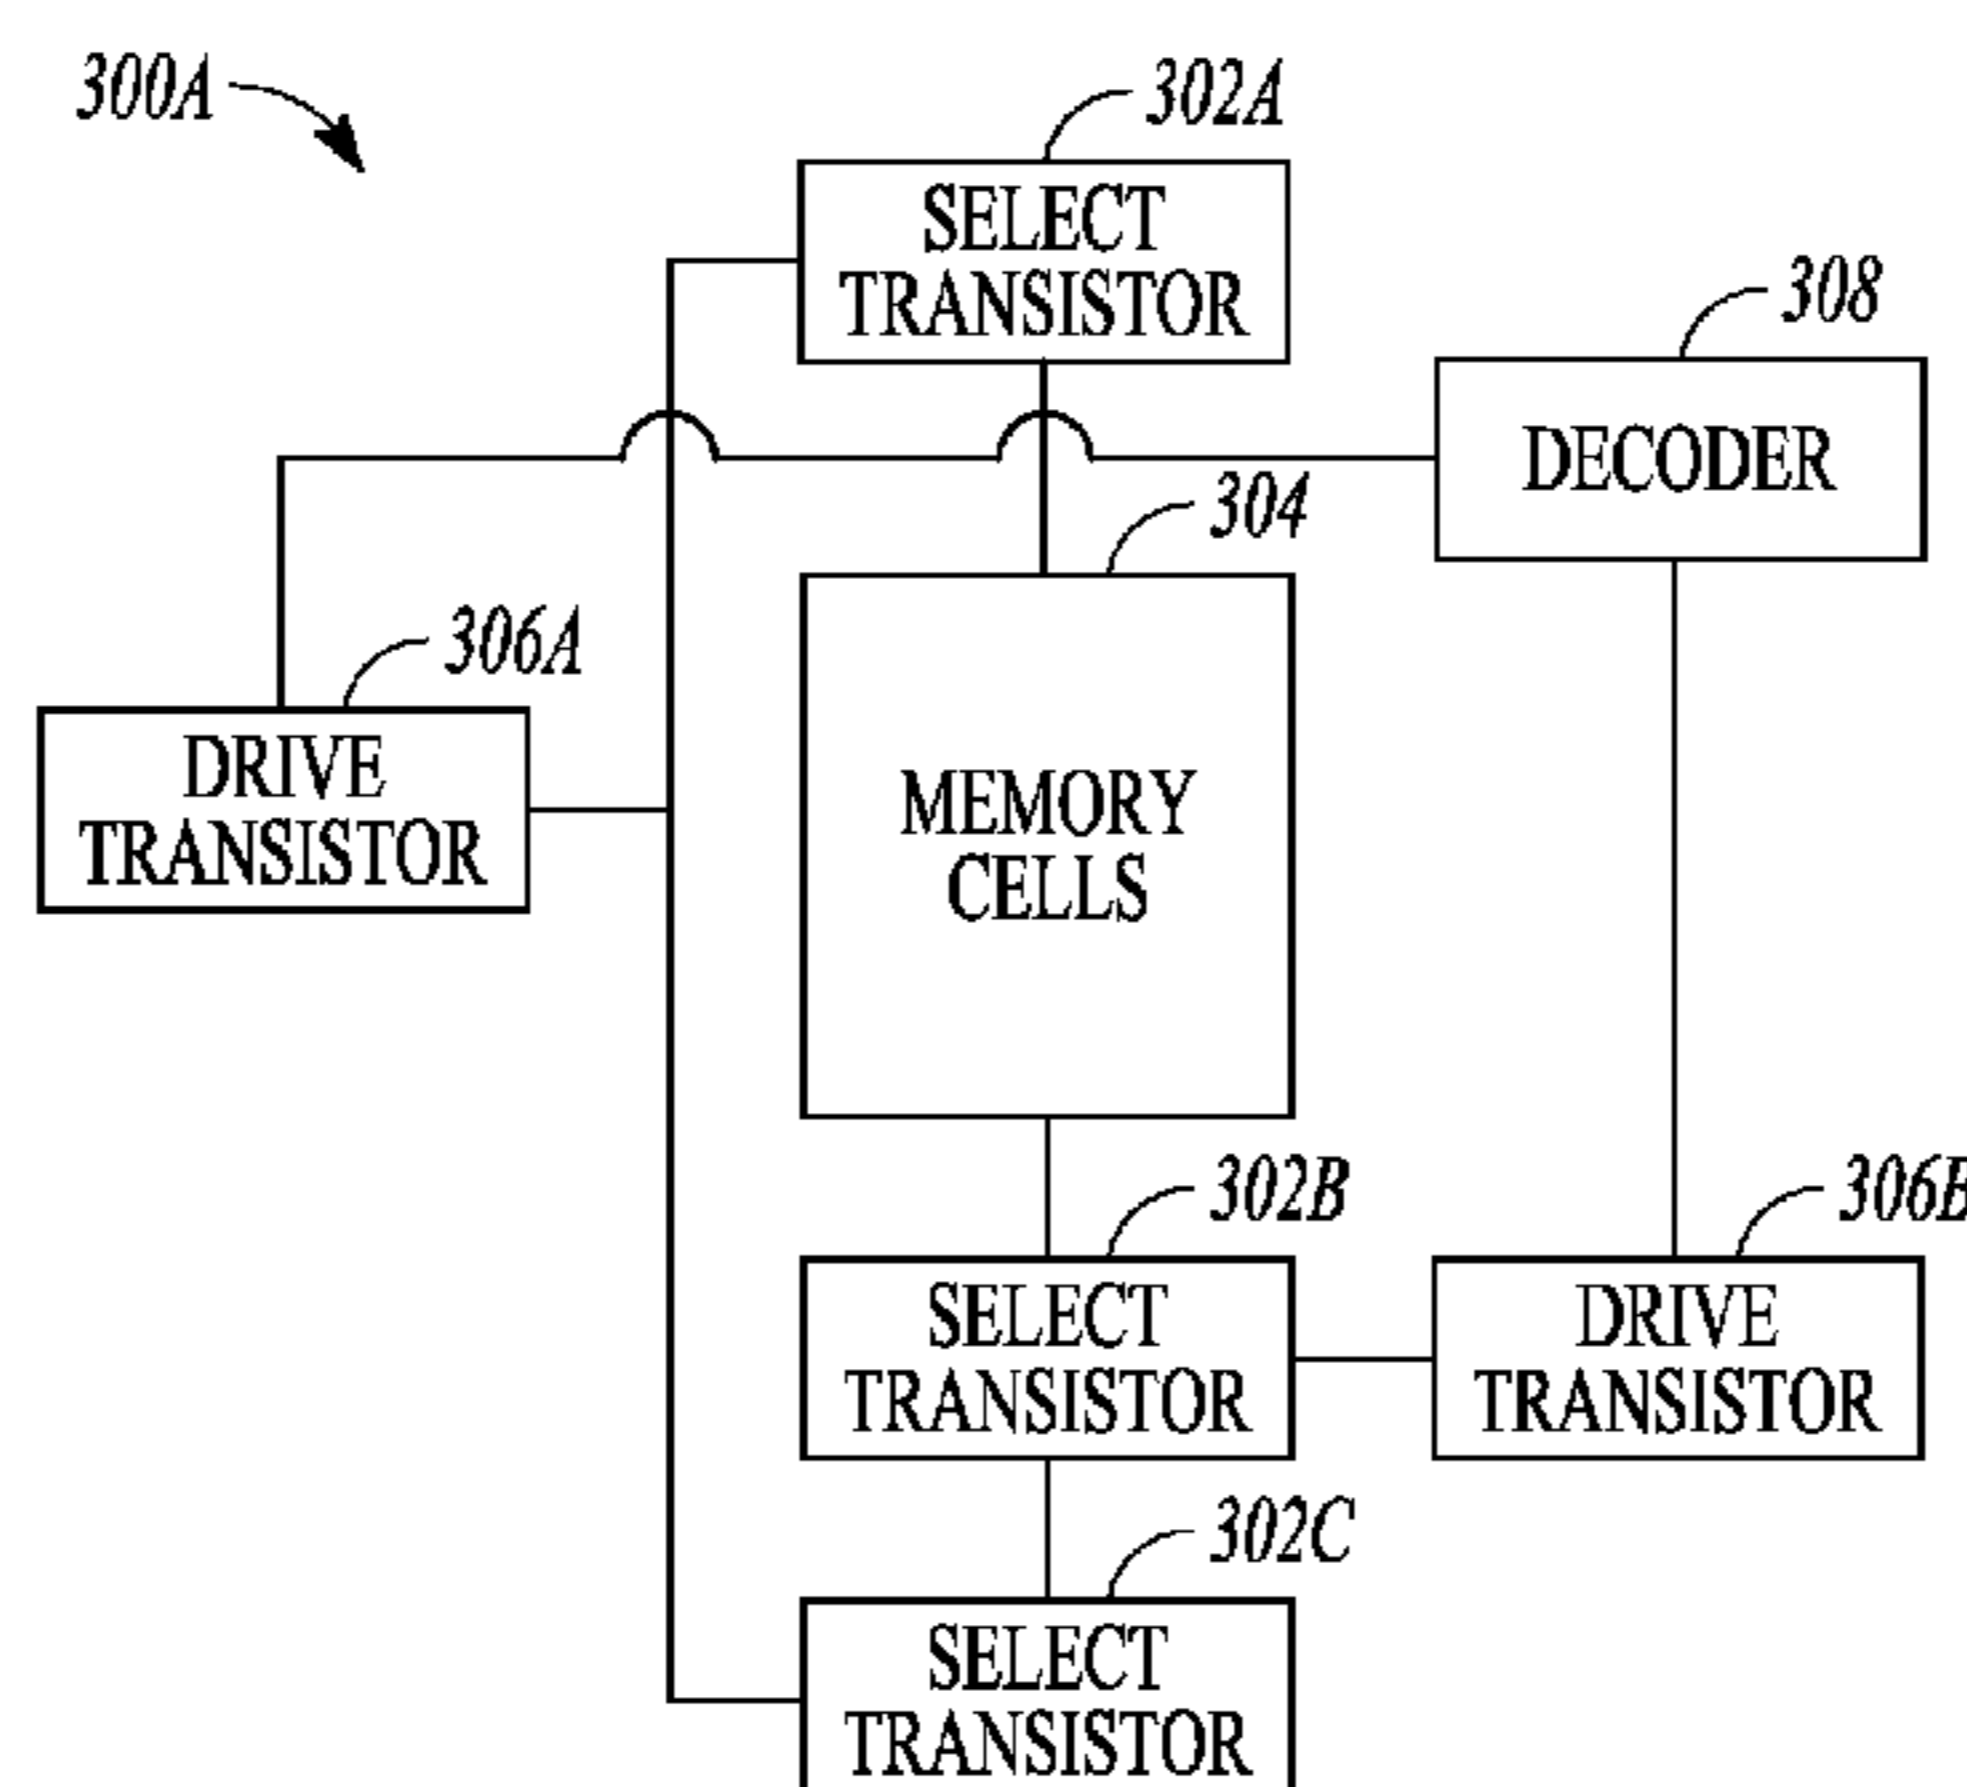 300A
302A
SELECT
TRANSISTOR
308
DECODER
304
306A
DRIVE
TRANSISTOR
MEMORY
CELLS
302B
306B
SELECT
TRANSISTOR
DRIVE
TRANSISTOR
302C
SELECT
TRANSISTOR